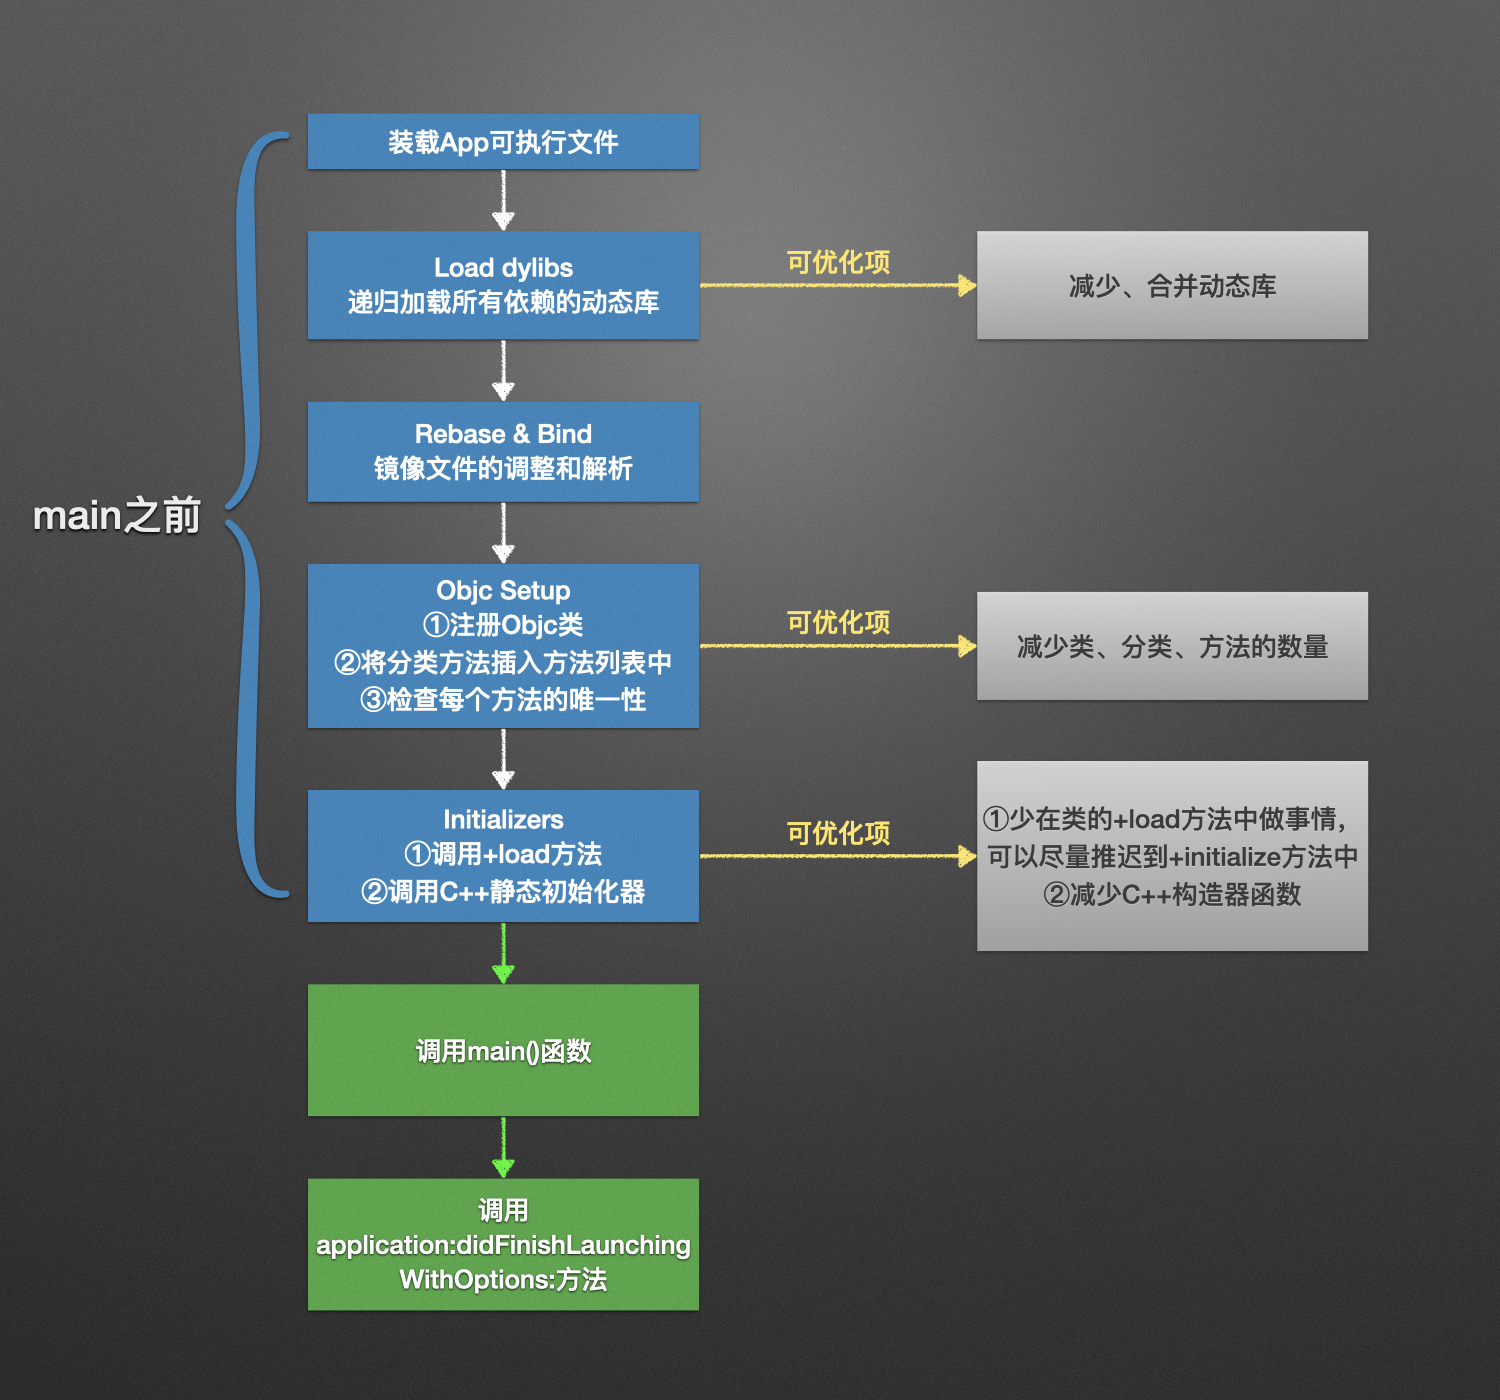 装载App可执行文件
Load dylibs
递归加载所有依赖的动态库
可优化项
减少、合并动态库
Rebase & Bind
镜像文件的调整和解析
main之前
Objc Setup
①注册Objc类
②将分类方法插入方法列表中
③检查每个方法的唯一性
可优化项
减少类、分类、方法的数量
Initializers
①调用+load方法
②调用C++静态初始化器
可优化项
①少在类的+load方法中做事情，
可以尽量推迟到+initialize方法中
②减少C++构造器函数
调用main()函数
调用
application:didFinishLaunching
WithOptions:方法